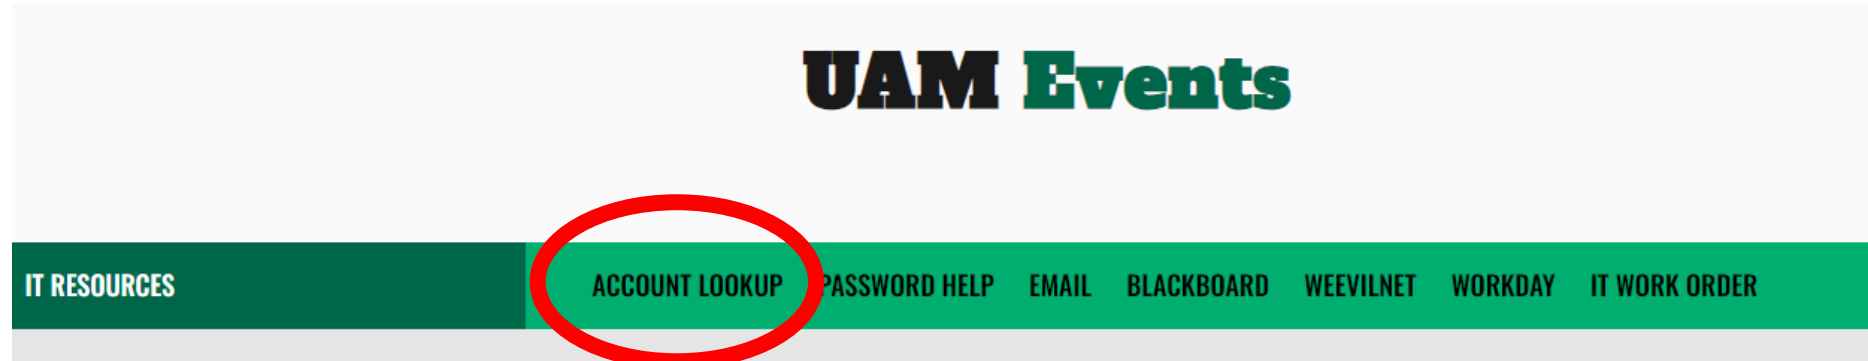 UAM Events
IT RESOURCES ACCOUNT LOOKUP PASSWORD HELP EMAIL BLACKBOARD WEEVILNET WORKDAY IT WORK ORDER